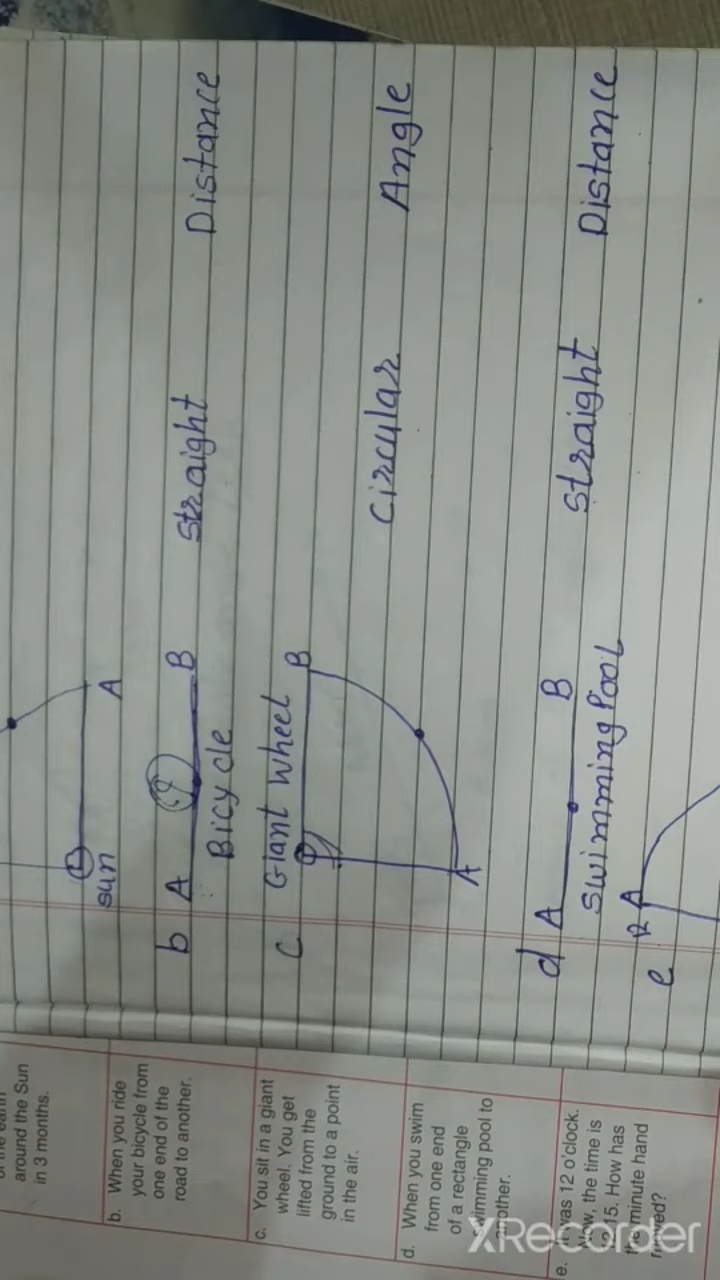 around the Sun
in 3 months.
sun
A
b. When you ride
your bicycle from
one end of the
road to another.
b A B straight Distance
Bicycle
c. You sit in a giant
wheel. You get
lifted from the
ground to a point
in the air.
c Giant wheel B
A
circular Angle
d. When you swim
from one end
of a rectangle
swimming pool to
another.
d A B straight Distance
swimming Pool
e. It was 12 o'clock.
Now, the time is
12.15. How has
the minute hand
moved?
e 12 A
XRecorder